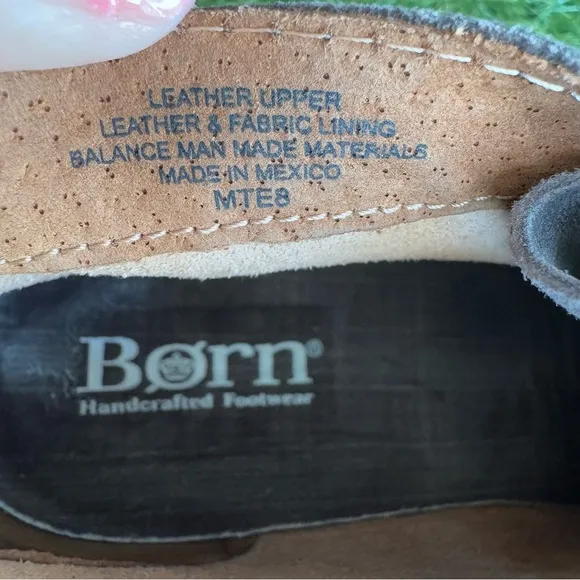 LEATHER UPPER
LEATHER & FABRIC LINING
BALANCE MAN MADE MATERIALS
MADE IN MEXICO
MTE8
Børn®
Handcrafted Footwear